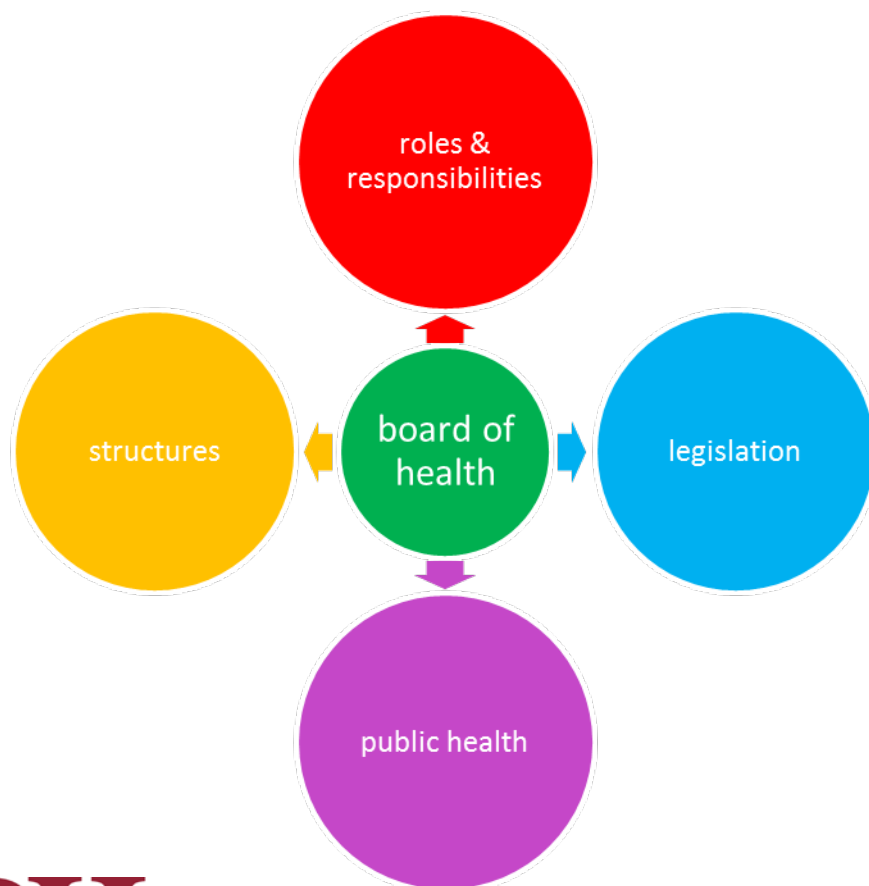 roles &
responsibilities
structures
board of
health
legislation
public health